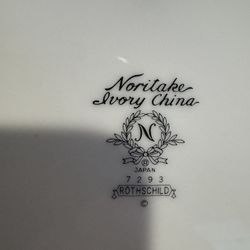 Noritake
Ivory China
N
®
JAPAN
7293
ROTHSCHILD
©